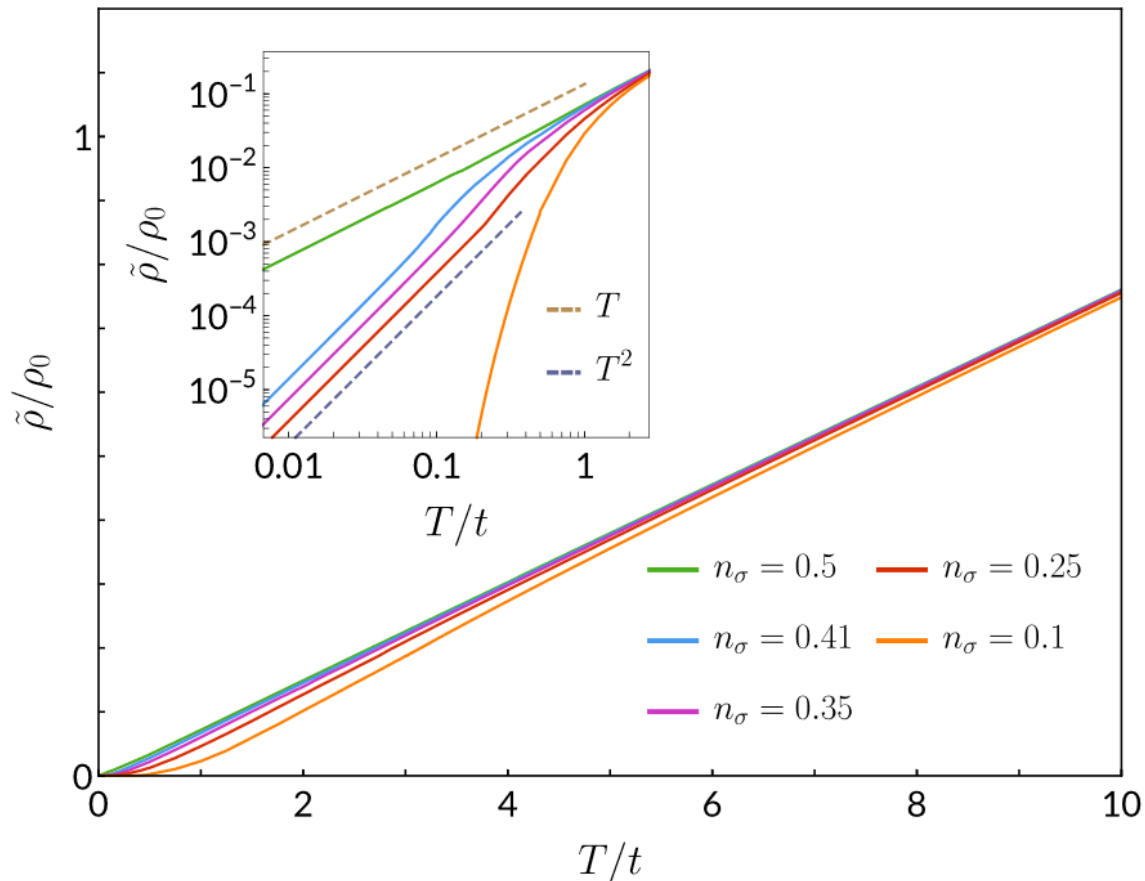 ρ̃/ρ₀
1
0
0 2 4 6 8 10
T/t
ρ̃/ρ₀
10⁻¹
10⁻²
10⁻³
10⁻⁴
10⁻⁵
0.01 0.1 1
T/t
T
T²
n_σ = 0.5 n_σ = 0.25
n_σ = 0.41 n_σ = 0.1
n_σ = 0.35